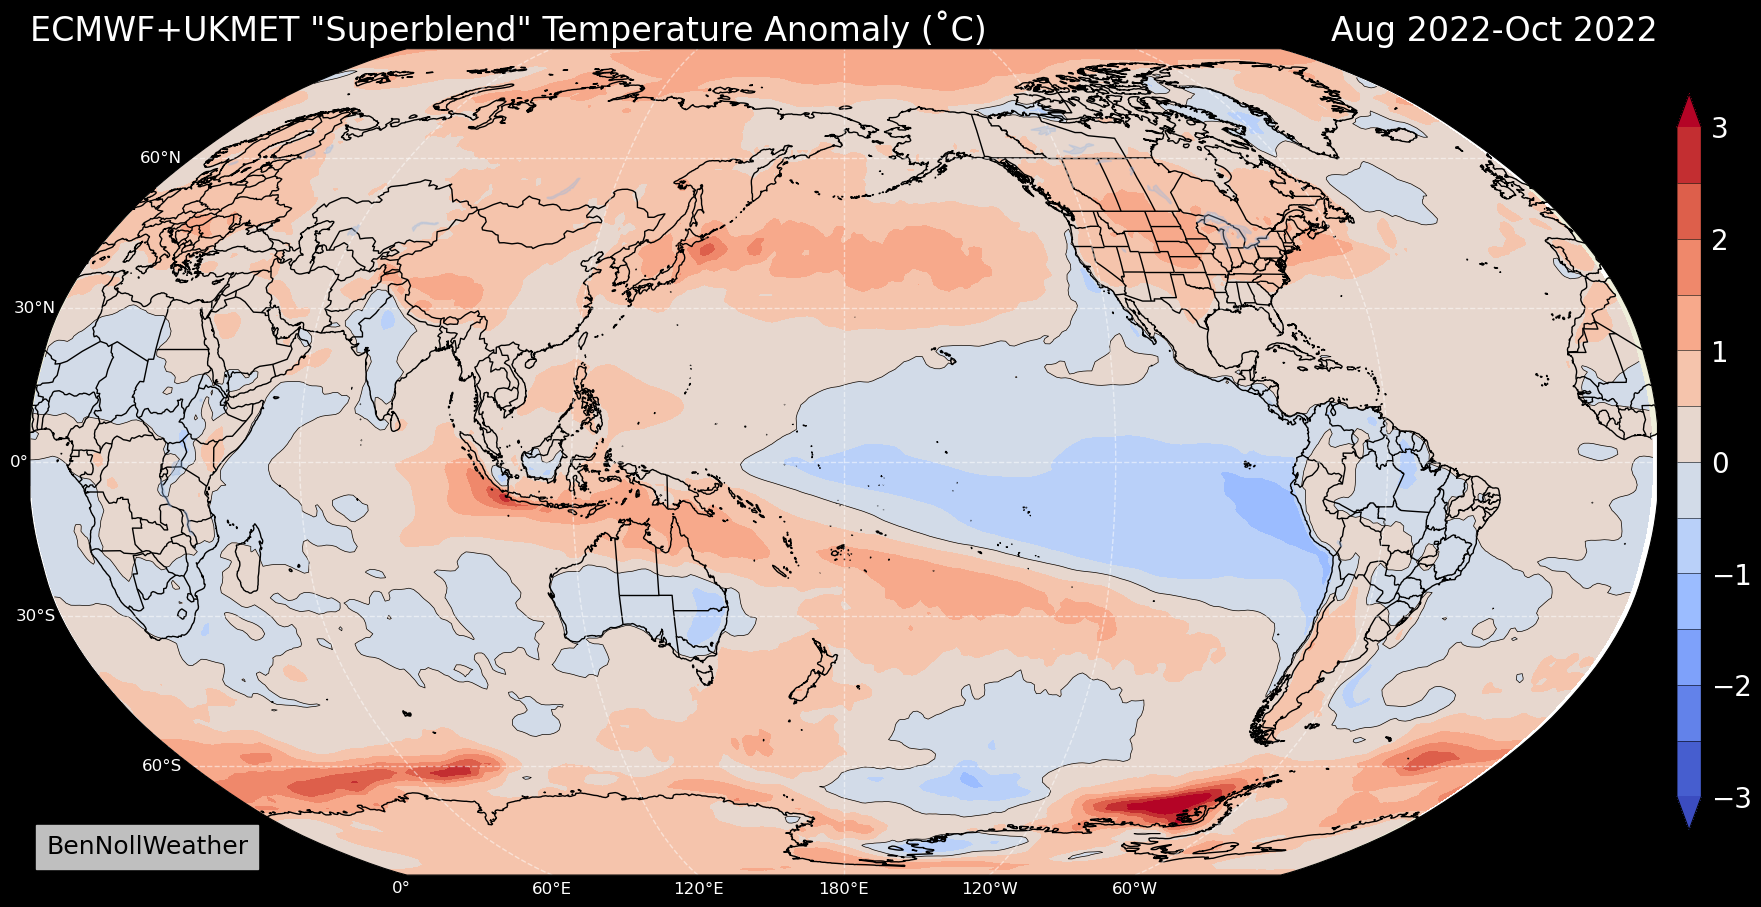 ECMWF+UKMET "Superblend" Temperature Anomaly (˚C)
Aug 2022-Oct 2022
60°N
30°N
0°
30°S
60°S
0°
60°E
120°E
180°E
120°W
60°W
3
2
1
0
−1
−2
−3
BenNollWeather